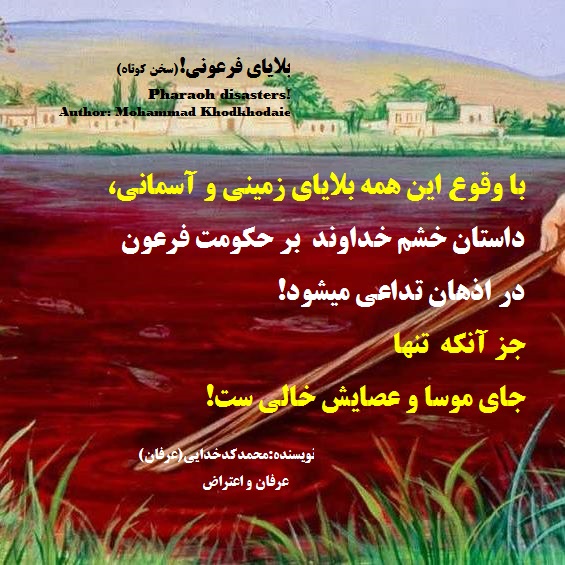 بلایای فرعونی!(سخن کوتاه)
Pharaoh disasters!
Author: Mohammad Khodkhodaie
با وقوع این همه بلایای زمینی و آسمانی،
داستان خشم خداوند بر حکومت فرعون
در اذهان تداعی میشود!
جز آنکه تنها
جای موسا و عصایش خالی ست!
نویسنده:محمدکدخدایی(عرفان)
عرفان و اعتراض